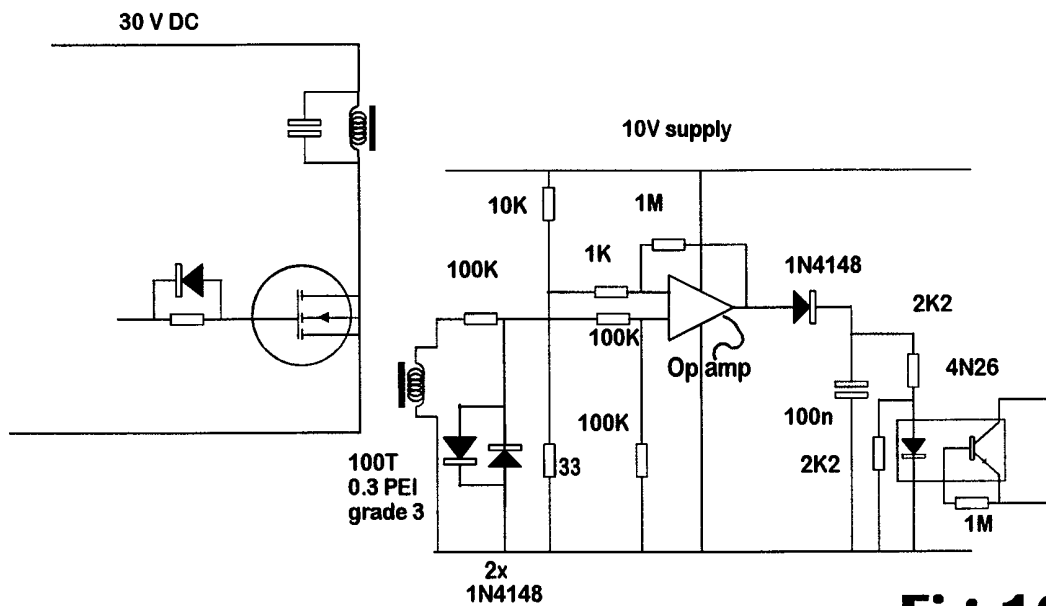 30 V DC
10V supply
10K
1M
1K
100K
1N4148
2K2
100K
Op amp
4N26
100n
100K
2K2
33
100T
0.3 PEI
grade 3
1M
2x
1N4148